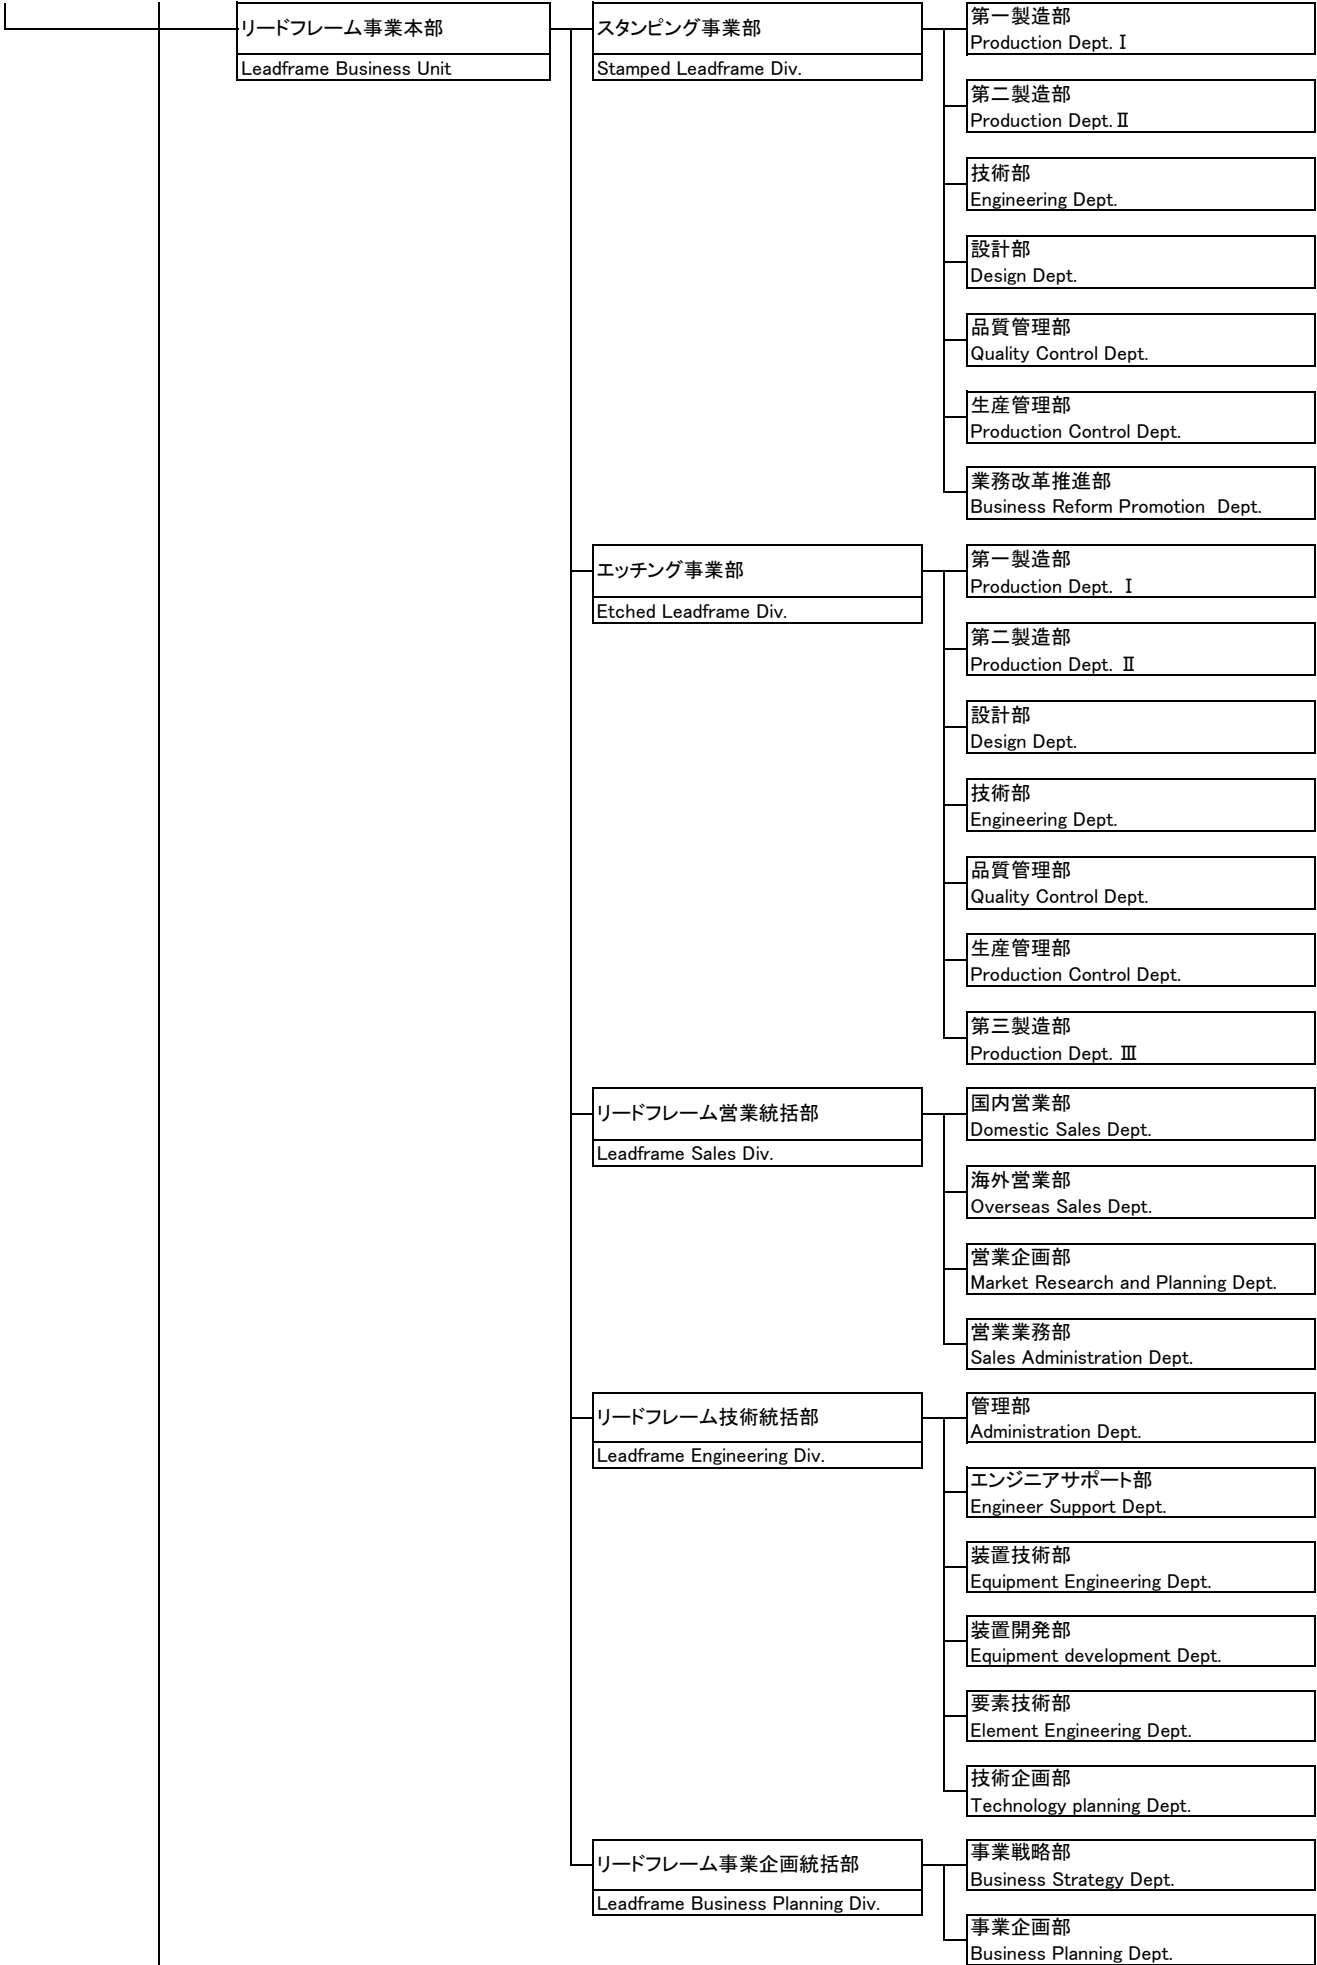 リードフレーム事業本部
Leadframe Business Unit
スタンピング事業部
Stamped Leadframe Div.
第一製造部
Production Dept. Ⅰ
第二製造部
Production Dept. Ⅱ
技術部
Engineering Dept.
設計部
Design Dept.
品質管理部
Quality Control Dept.
生産管理部
Production Control Dept.
業務改革推進部
Business Reform Promotion  Dept.
エッチング事業部
Etched Leadframe Div.
第一製造部
Production Dept. Ⅰ
第二製造部
Production Dept. Ⅱ
設計部
Design Dept.
技術部
Engineering Dept.
品質管理部
Quality Control Dept.
生産管理部
Production Control Dept.
第三製造部
Production Dept. Ⅲ
リードフレーム営業統括部
Leadframe Sales Div.
国内営業部
Domestic Sales Dept.
海外営業部
Overseas Sales Dept.
営業企画部
Market Research and Planning Dept.
営業業務部
Sales Administration Dept.
リードフレーム技術統括部
Leadframe Engineering Div.
管理部
Administration Dept.
エンジニアサポート部
Engineer Support Dept.
装置技術部
Equipment Engineering Dept.
装置開発部
Equipment development Dept.
要素技術部
Element Engineering Dept.
技術企画部
Technology planning Dept.
リードフレーム事業企画統括部
Leadframe Business Planning Div.
事業戦略部
Business Strategy Dept.
事業企画部
Business Planning Dept.